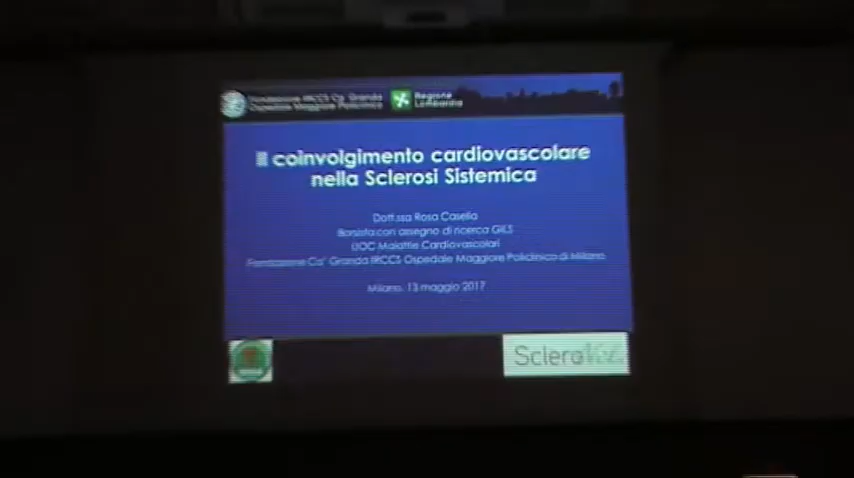 Fondazione IRCCS Ca' Granda
Ospedale Maggiore Policlinico
Regione
Lombardia
Il coinvolgimento cardiovascolare
nella Sclerosi Sistemica
Dott.ssa Rosa Casella
Borsista con assegno di ricerca GILS
UOC Malattie Cardiovascolari
Fondazione Ca' Granda IRCCS Ospedale Maggiore Policlinico di Milano
Milano, 13 maggio 2017
Sclero